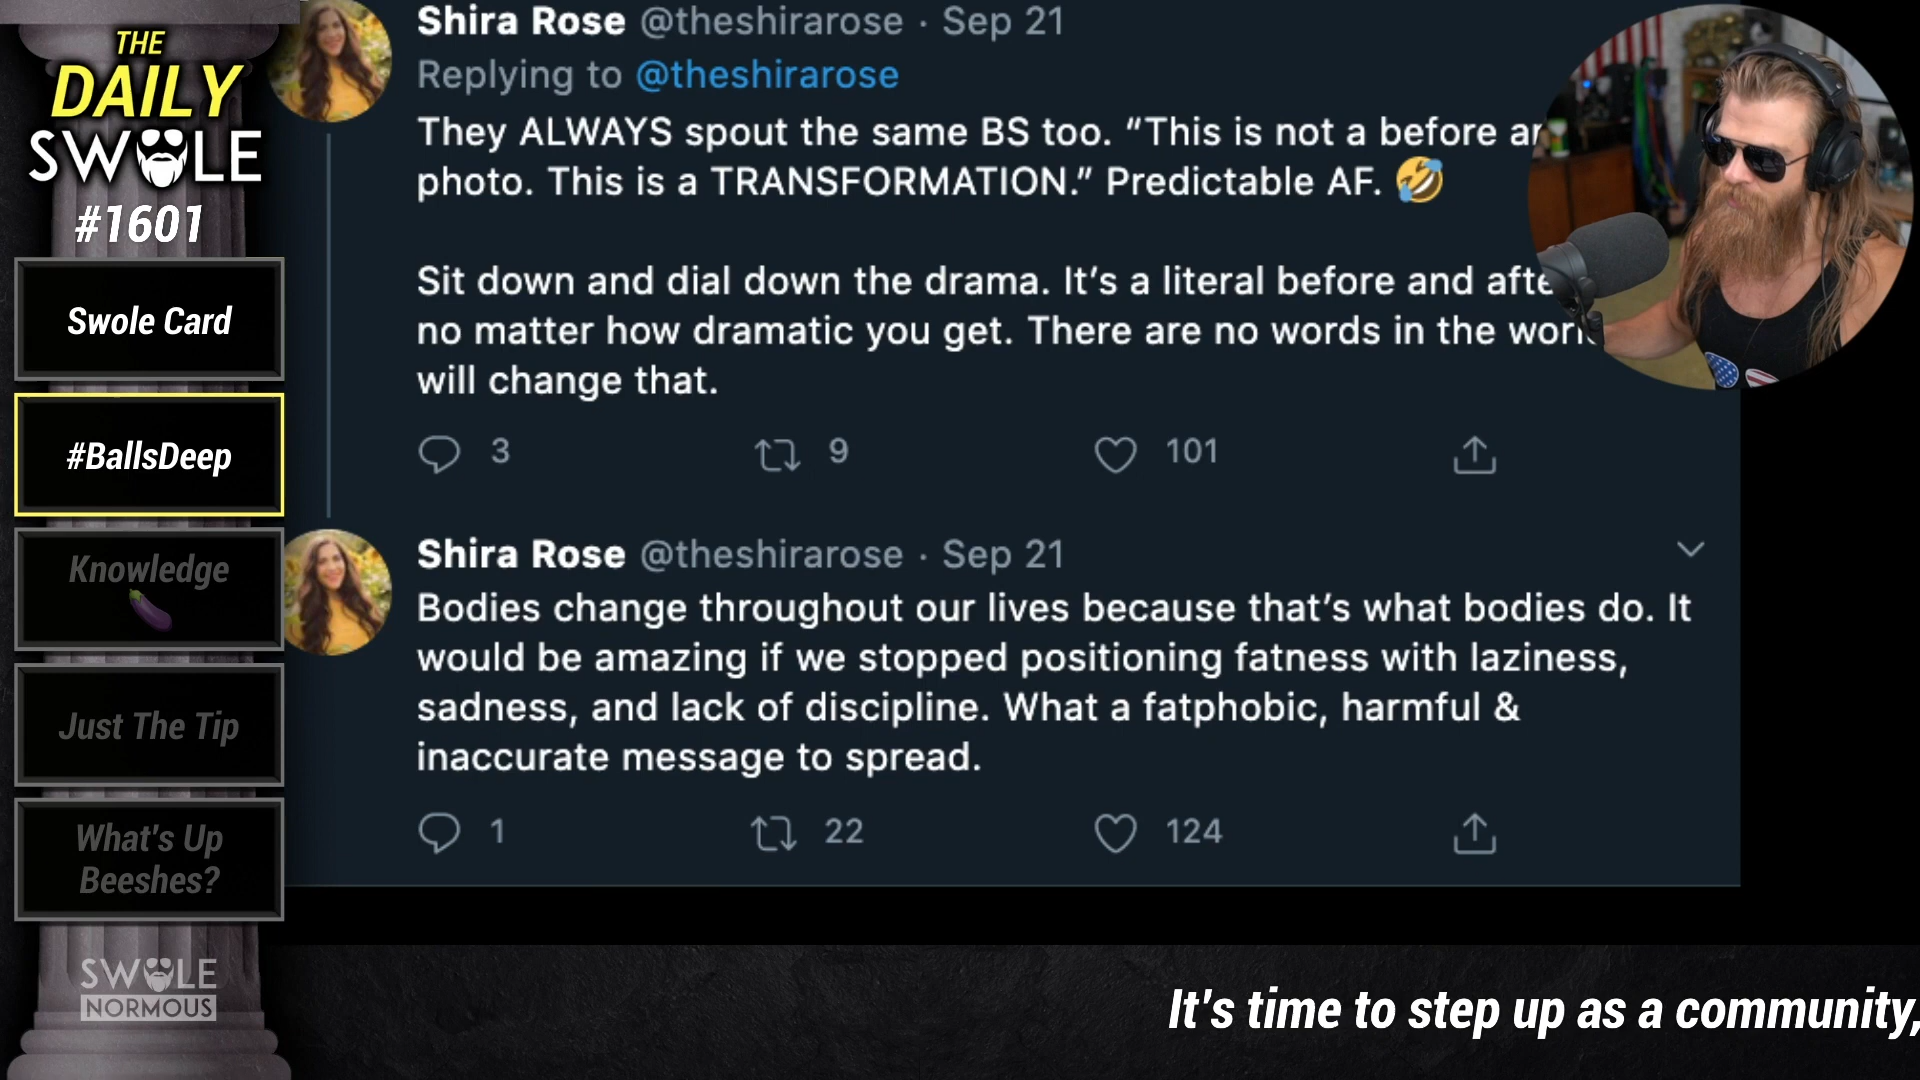 THE
DAILY
SWOLE
#1601
Swole Card
#BallsDeep
Knowledge
Just The Tip
What's Up
Beeshes?
SWOLE
NORMOUS
Shira Rose @theshirarose · Sep 21
Replying to @theshirarose
They ALWAYS spout the same BS too. “This is not a before
photo. This is a TRANSFORMATION.” Predictable AF. 🤣
Sit down and dial down the drama. It’s a literal before and
no matter how dramatic you get. There are no words in the
will change that.
3 9 101
Shira Rose @theshirarose · Sep 21
Bodies change throughout our lives because that’s what bodies do. It
would be amazing if we stopped positioning fatness with laziness,
sadness, and lack of discipline. What a fatphobic, harmful &
inaccurate message to spread.
1 22 124
It's time to step up as a community,